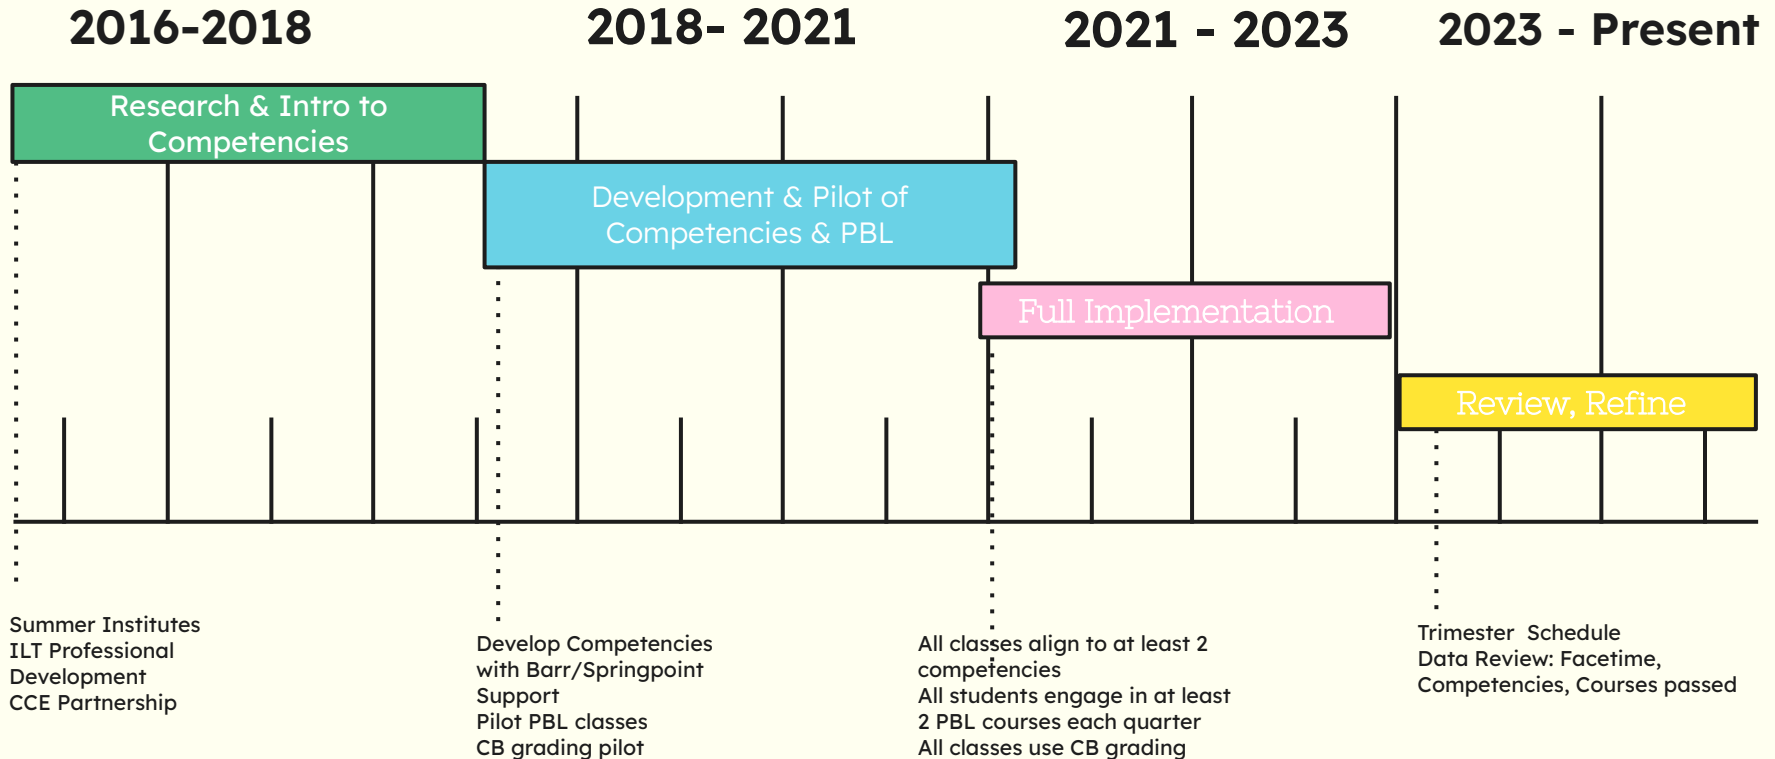 2016-2018
2018- 2021
2021 - 2023
2023 - Present
Research & Intro to
Competencies
Development & Pilot of
Competencies & PBL
Full Implementation
Review, Refine
Summer Institutes
ILT Professional
Development
CCE Partnership
Develop Competencies
with Barr/Springpoint
Support
Pilot PBL classes
CB grading pilot
All classes align to at least 2
competencies
All students engage in at least
2 PBL courses each quarter
All classes use CB grading
Trimester  Schedule
Data Review: Facetime,
Competencies, Courses passed